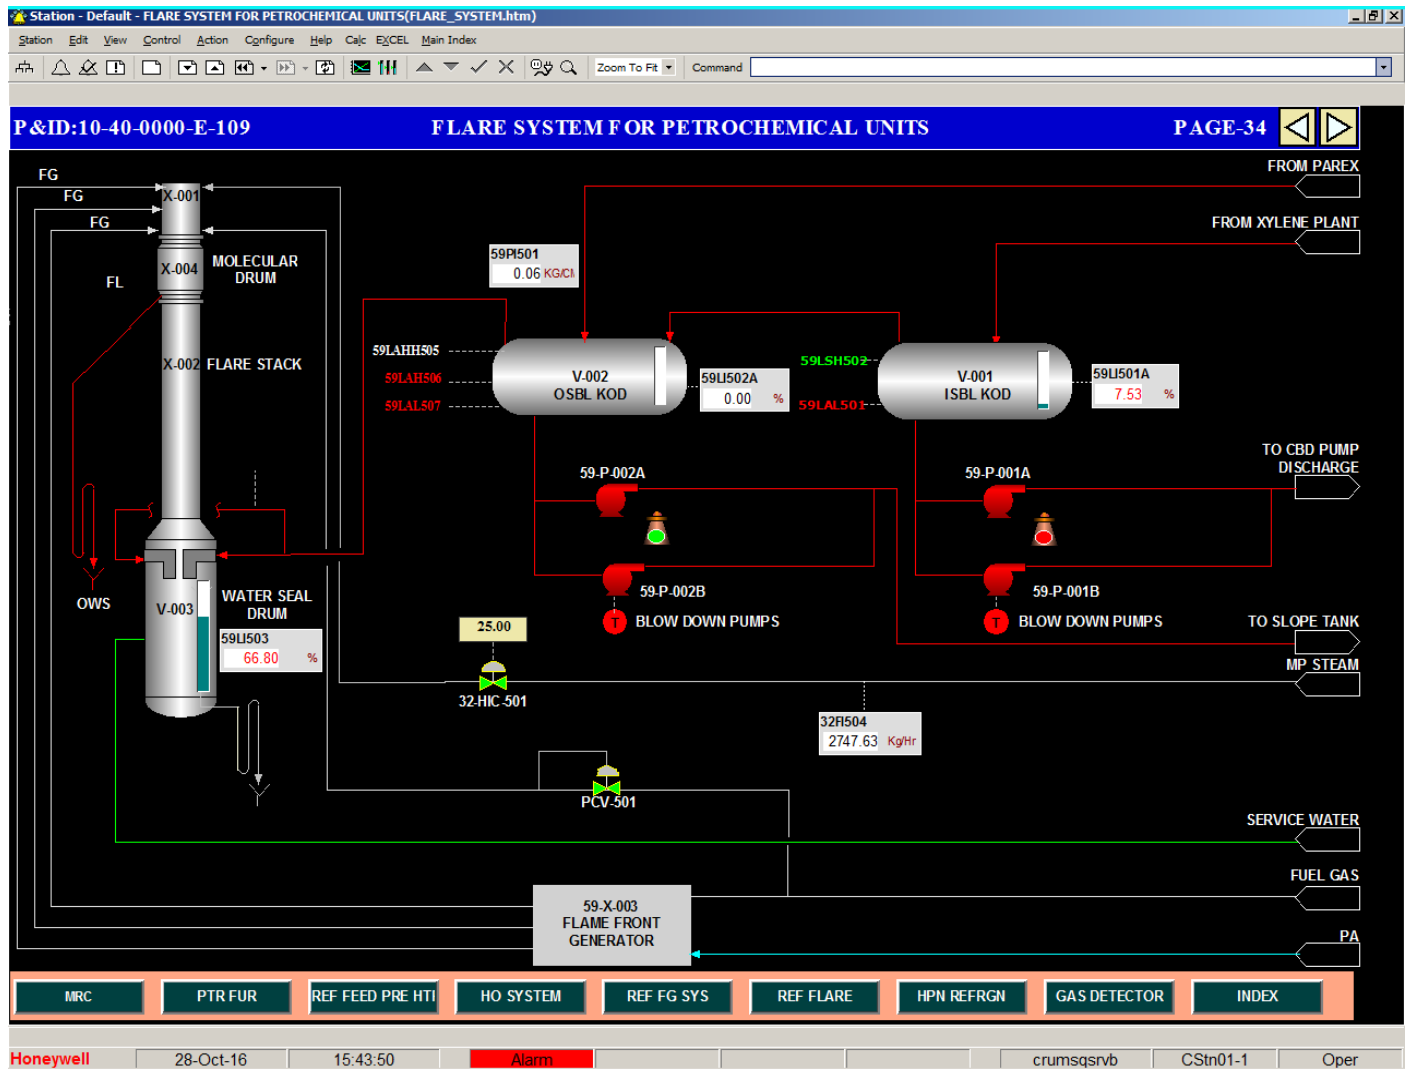 Station - Default - FLARE SYSTEM FOR PETROCHEMICAL UNITS(FLARE_SYSTEM.htm)
Station Edit View Control Action Configure Help Calc EXCEL Main Index
Zoom To Fit Command
P&ID:10-40-0000-E-109 FLARE SYSTEM FOR PETROCHEMICAL UNITS PAGE-34
FROM PAREX
FG
FG
X-001
FG
FROM XYLENE PLANT
59PI501
0.06 KG/C
MOLECULAR
DRUM
X-004
FL
59LAHH505
59LSH502
X-002 FLARE STACK
59LAH506
V-002
OSBL KOD
59LI502A
0.00 %
V-001
ISBL KOD
59LI501A
7.53 %
59LAL507
59LAL501
TO CBD PUMP
DISCHARGE
59-P-002A
59-P-001A
59-P-002B
59-P-001B
OWS
V-003
WATER SEAL
DRUM
T BLOW DOWN PUMPS
T BLOW DOWN PUMPS
TO SLOPE TANK
25.00
59LI503
66.80 %
MP STEAM
32-HIC-501
32FI504
2747.63 Kg/Hr
PCV-501
SERVICE WATER
FUEL GAS
59-X-003
FLAME FRONT
GENERATOR
PA
MRC PTR FUR REF FEED PRE HTI HO SYSTEM REF FG SYS REF FLARE HPN REFRGN GAS DETECTOR INDEX
Honeywell 28-Oct-16 15:43:50 Alarm crumsqsrvb CStn01-1 Oper